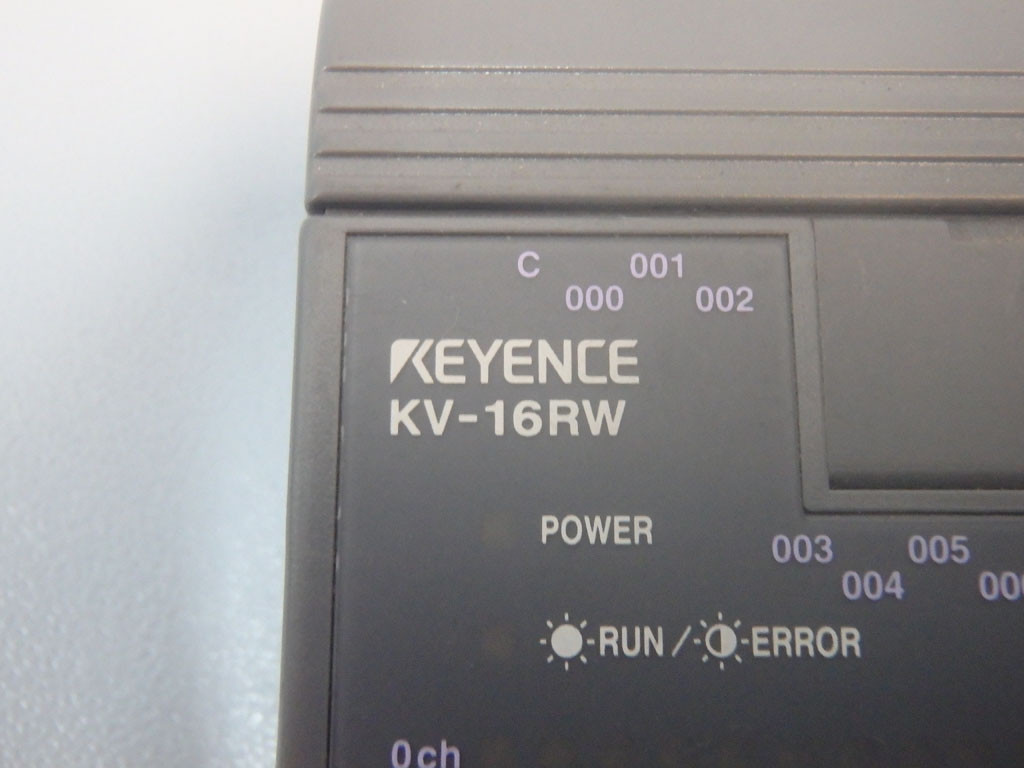 C 001
000 002
KEYENCE
KV-16RW
POWER
003 005
004
RUN / ERROR
0ch